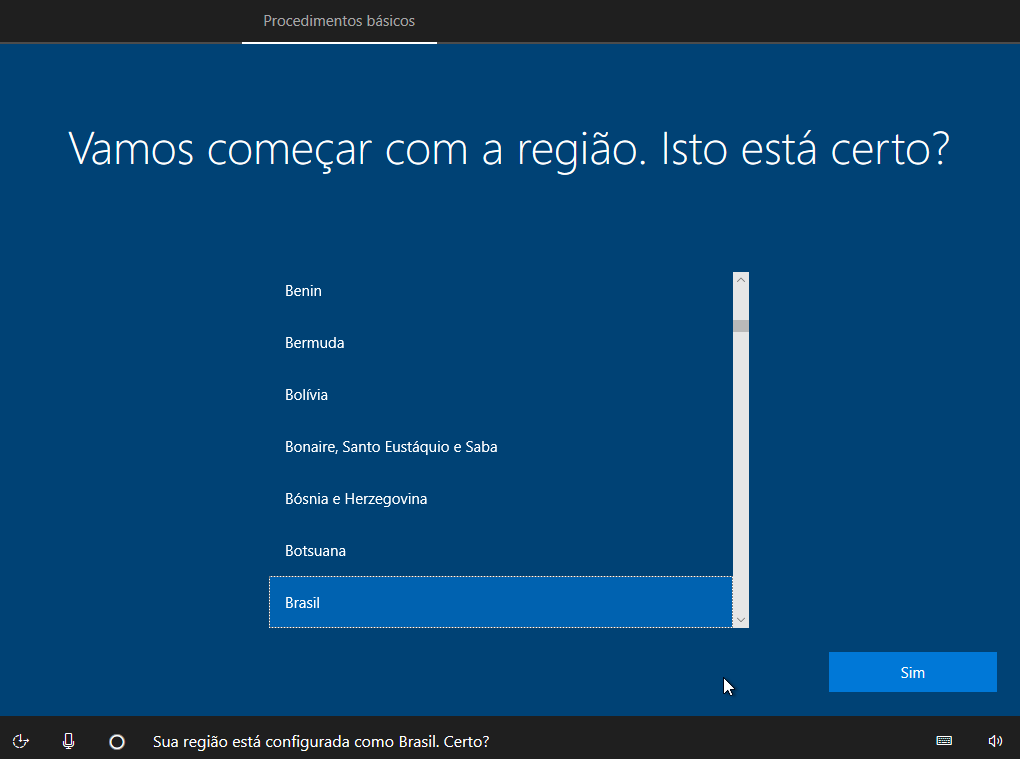 Procedimentos básicos
Vamos começar com a região. Isto está certo?
Benin
Bermuda
Bolívia
Bonaire, Santo Eustáquio e Saba
Bósnia e Herzegovina
Botsuana
Brasil
Sim
Sua região está configurada como Brasil. Certo?